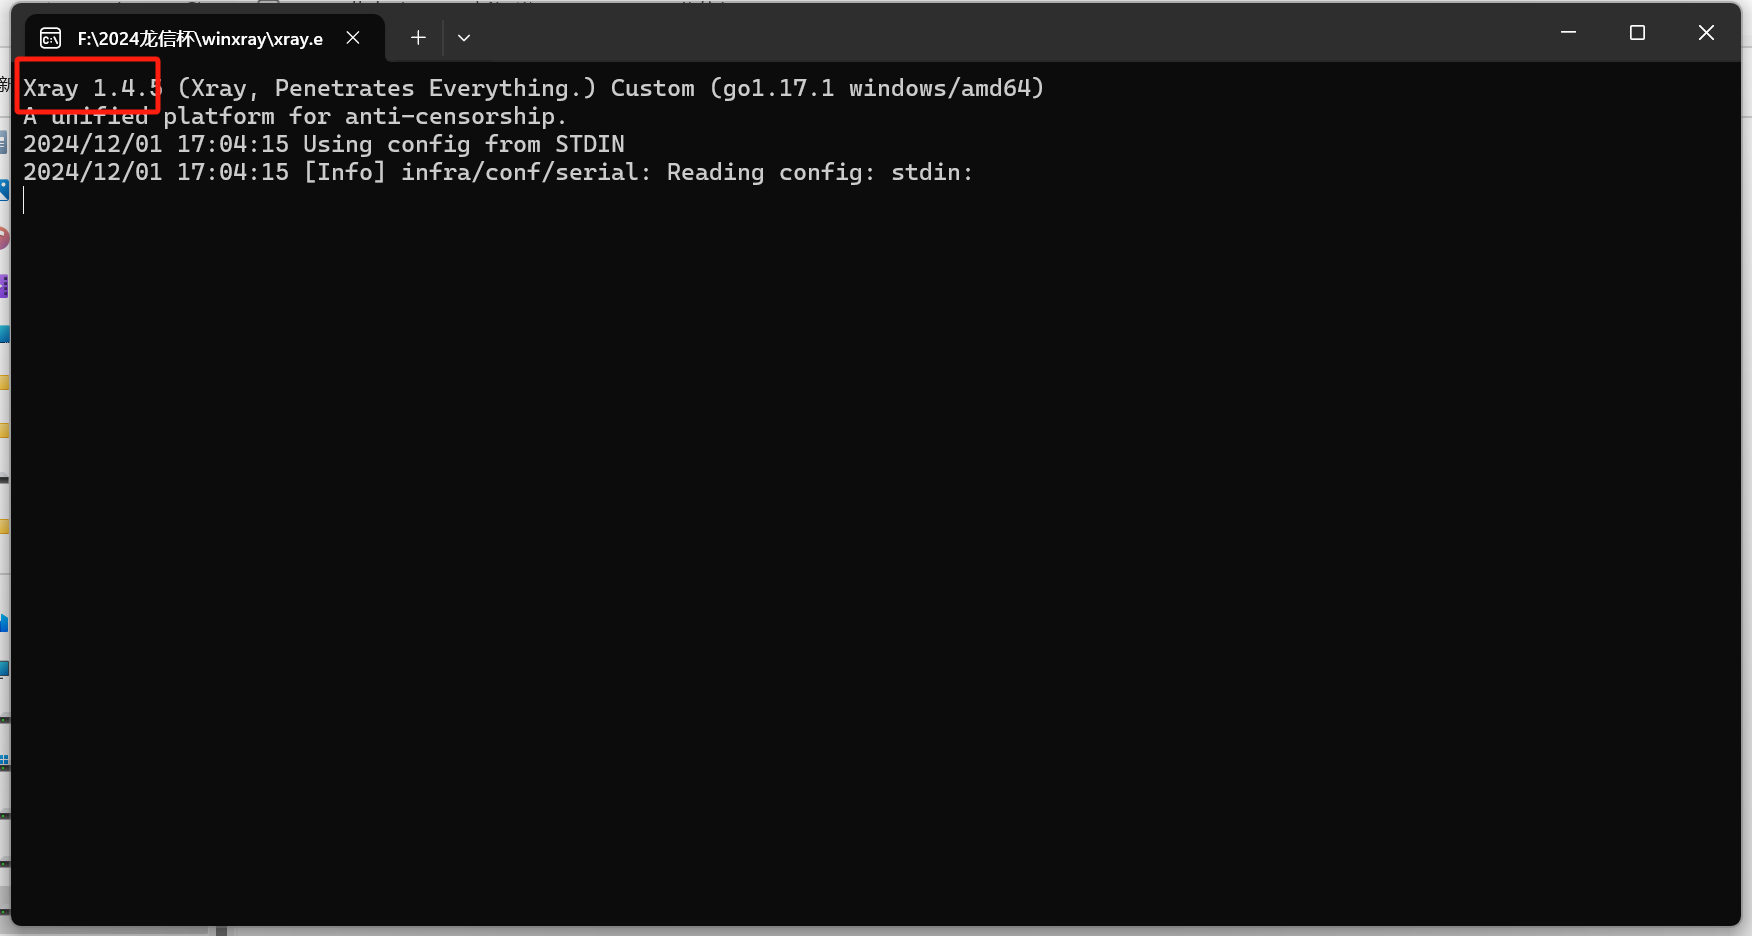 F:\2024龙信杯\winxray\xray.e
新
Xray 1.4.5 (Xray, Penetrates Everything.) Custom (go1.17.1 windows/amd64)
A unified platform for anti-censorship.
2024/12/01 17:04:15 Using config from STDIN
2024/12/01 17:04:15 [Info] infra/conf/serial: Reading config: stdin: